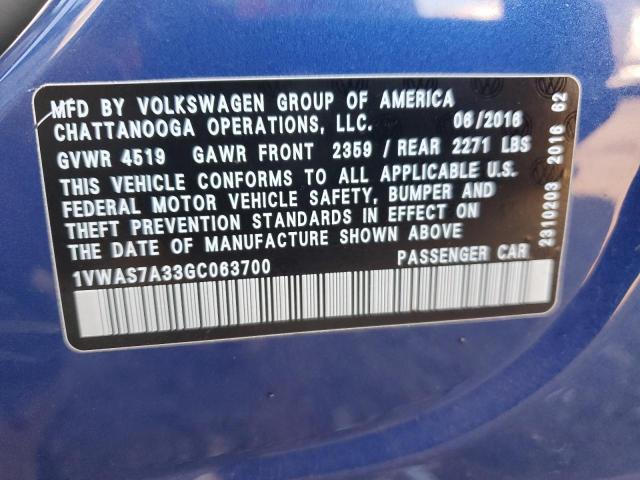 MFD BY VOLKSWAGEN GROUP OF AMERICA
CHATTANOOGA OPERATIONS, LLC. 06/2016
GVWR 4519 GAWR FRONT 2359 / REAR 2271 LBS
THIS VEHICLE CONFORMS TO ALL APPLICABLE U.S.
FEDERAL MOTOR VEHICLE SAFETY, BUMPER AND
THEFT PREVENTION STANDARDS IN EFFECT ON
THE DATE OF MANUFACTURE SHOWN ABOVE
1VWAS7A33GC063700 PASSENGER CAR
2310203 2016 62